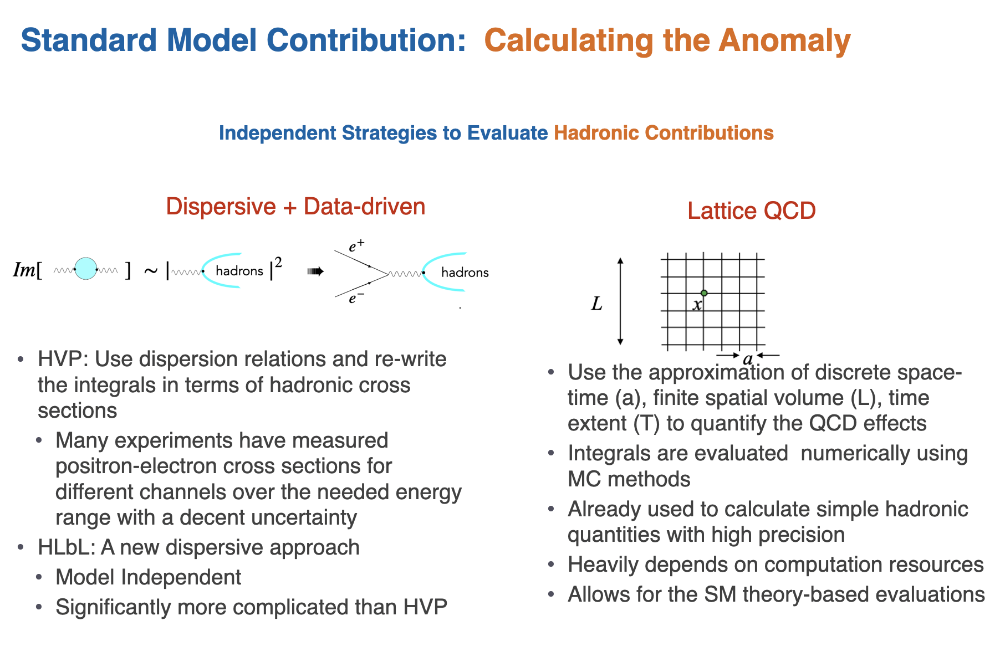 Standard Model Contribution: Calculating the Anomaly
Independent Strategies to Evaluate Hadronic Contributions
Dispersive + Data-driven
Im[ ] ~ | hadrons |² e⁺ e⁻ hadrons
• HVP: Use dispersion relations and re-write
the integrals in terms of hadronic cross
sections
• Many experiments have measured
positron-electron cross sections for
different channels over the needed energy
range with a decent uncertainty
• HLbL: A new dispersive approach
• Model Independent
• Significantly more complicated than HVP
Lattice QCD
L
x
a
• Use the approximation of discrete space-
time (a), finite spatial volume (L), time
extent (T) to quantify the QCD effects
• Integrals are evaluated  numerically using
MC methods
• Already used to calculate simple hadronic
quantities with high precision
• Heavily depends on computation resources
• Allows for the SM theory-based evaluations